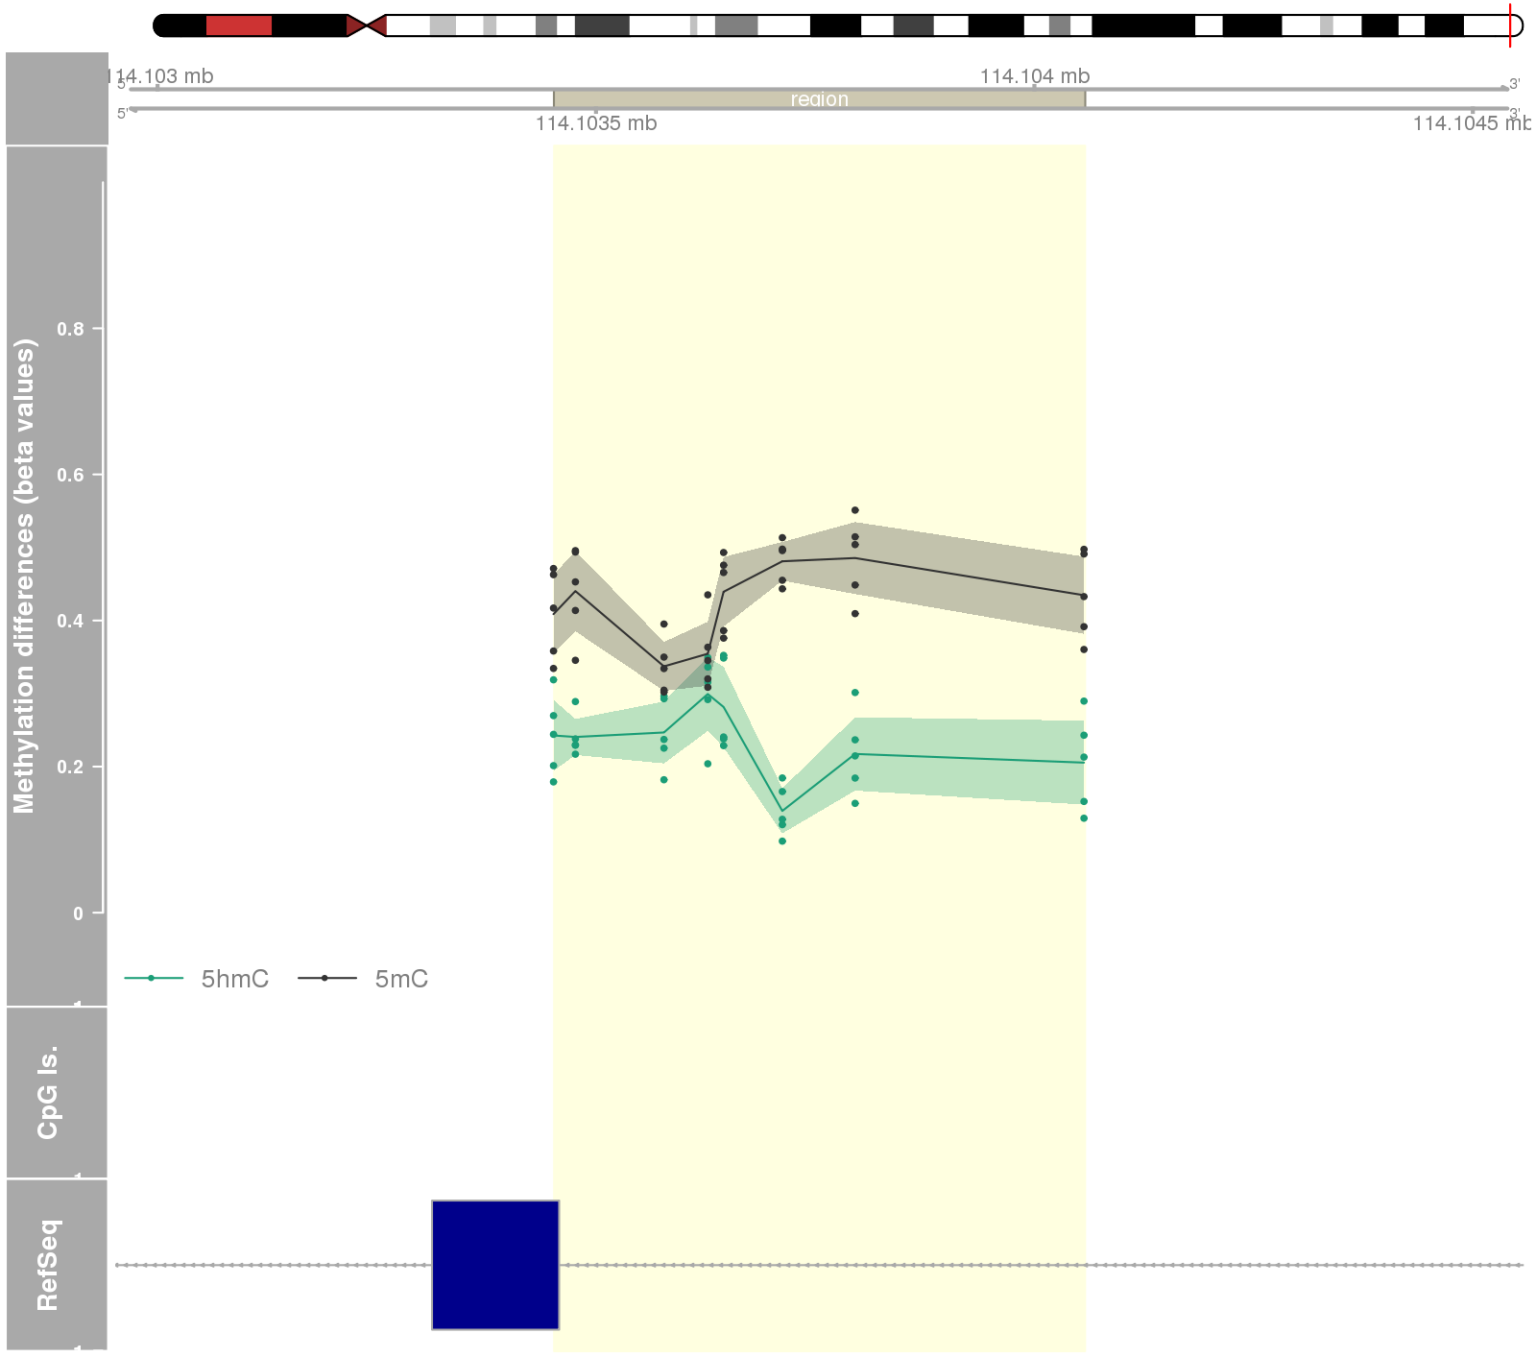 114.103 mb
114.104 mb
5'
3'
region
5'
3'
114.1035 mb
114.1045 mb
Methylation differences (beta values)
0.8
0.6
0.4
0.2
0
5hmC
5mC
CpG Is.
RefSeq